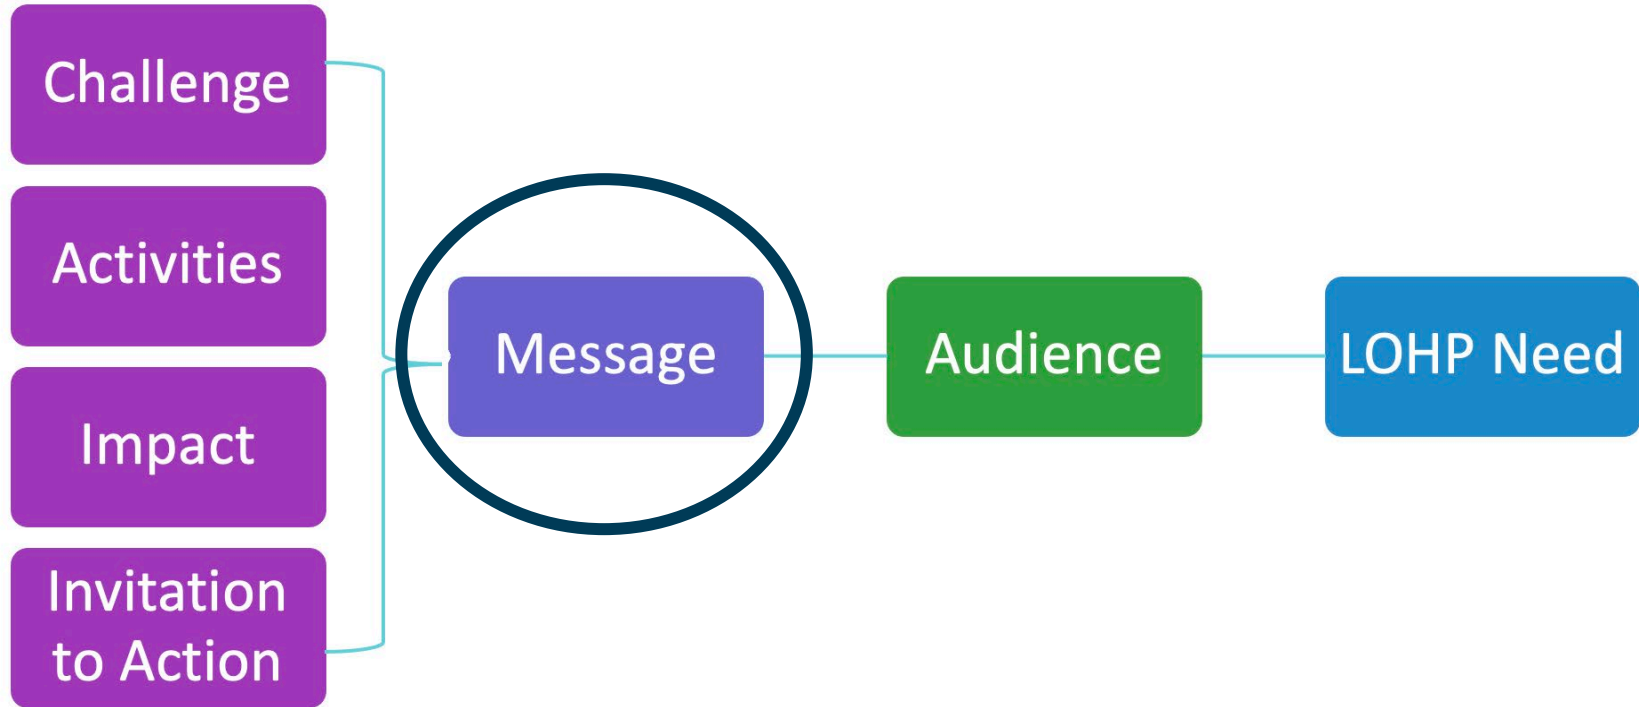 Challenge
Activities
Impact
Invitation
to Action
Message
Audience
LOHP Need